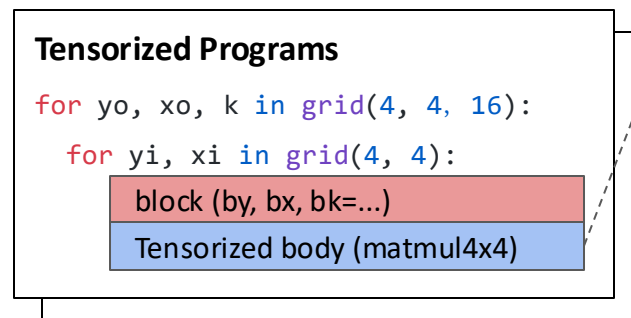 Tensorized Programs
for yo, xo, k in grid(4, 4, 16):
for yi, xi in grid(4, 4):
block (by, bx, bk=...)
Tensorized body (matmul4x4)